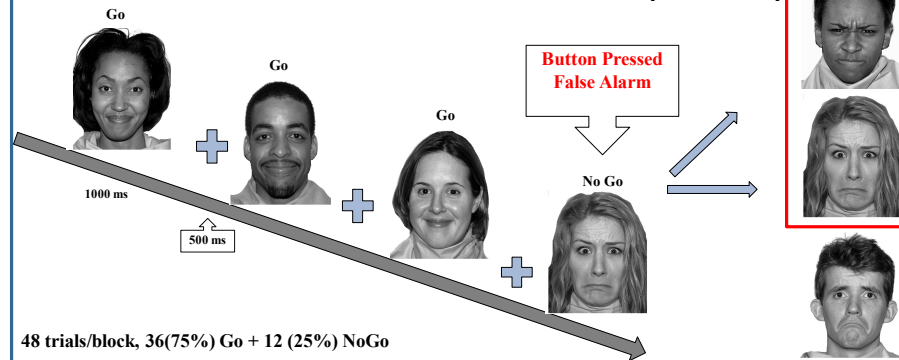 Go
Go
Go
Button Pressed
False Alarm
No Go
1000 ms
500 ms
48 trials/block, 36(75%) Go + 12 (25%) NoGo